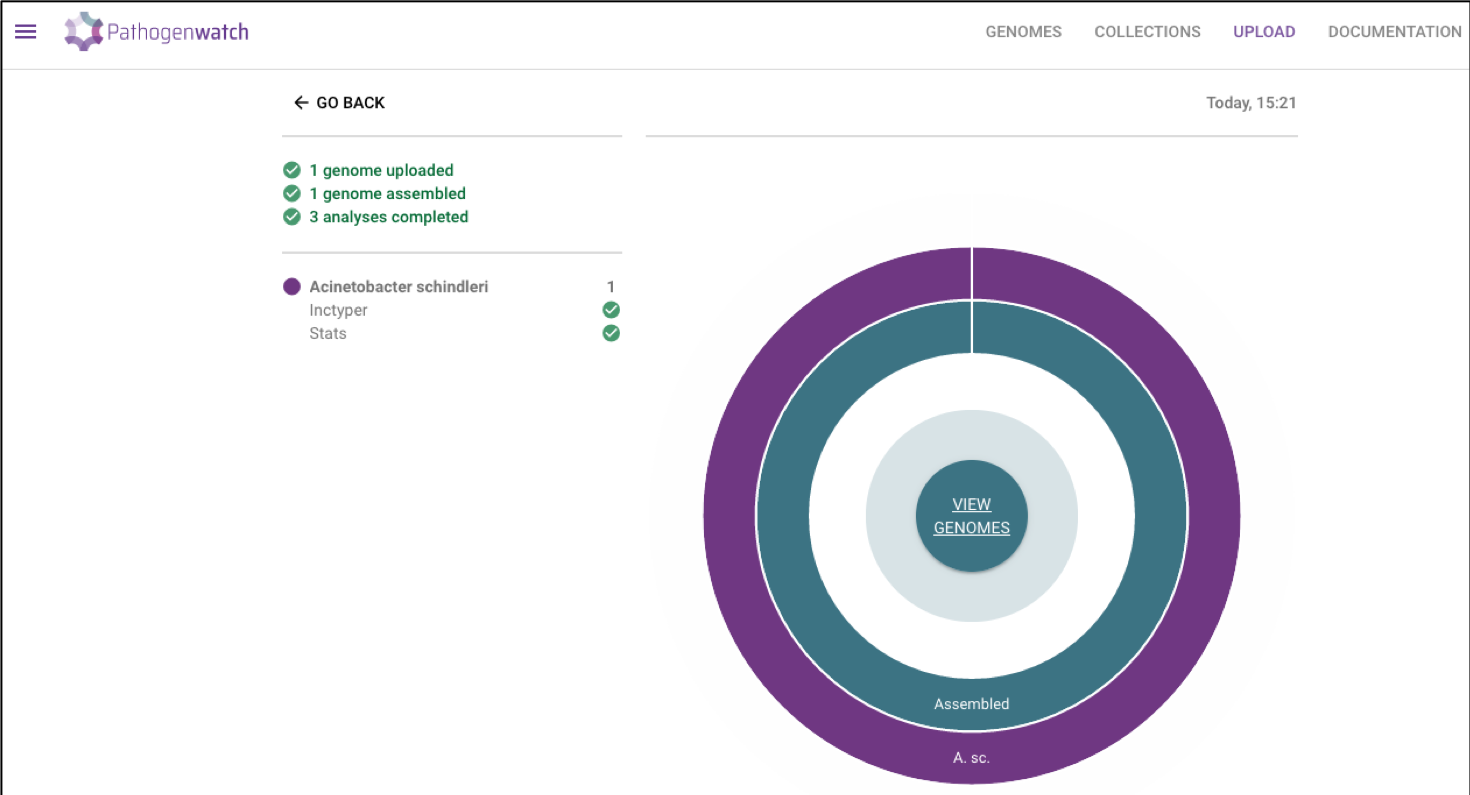 Pathogenwatch
GENOMES COLLECTIONS UPLOAD DOCUMENTATION
GO BACK
Today, 15:21
1 genome uploaded
1 genome assembled
3 analyses completed
Acinetobacter schindleri 1
Inctyper
Stats
VIEW
GENOMES
Assembled
A. sc.